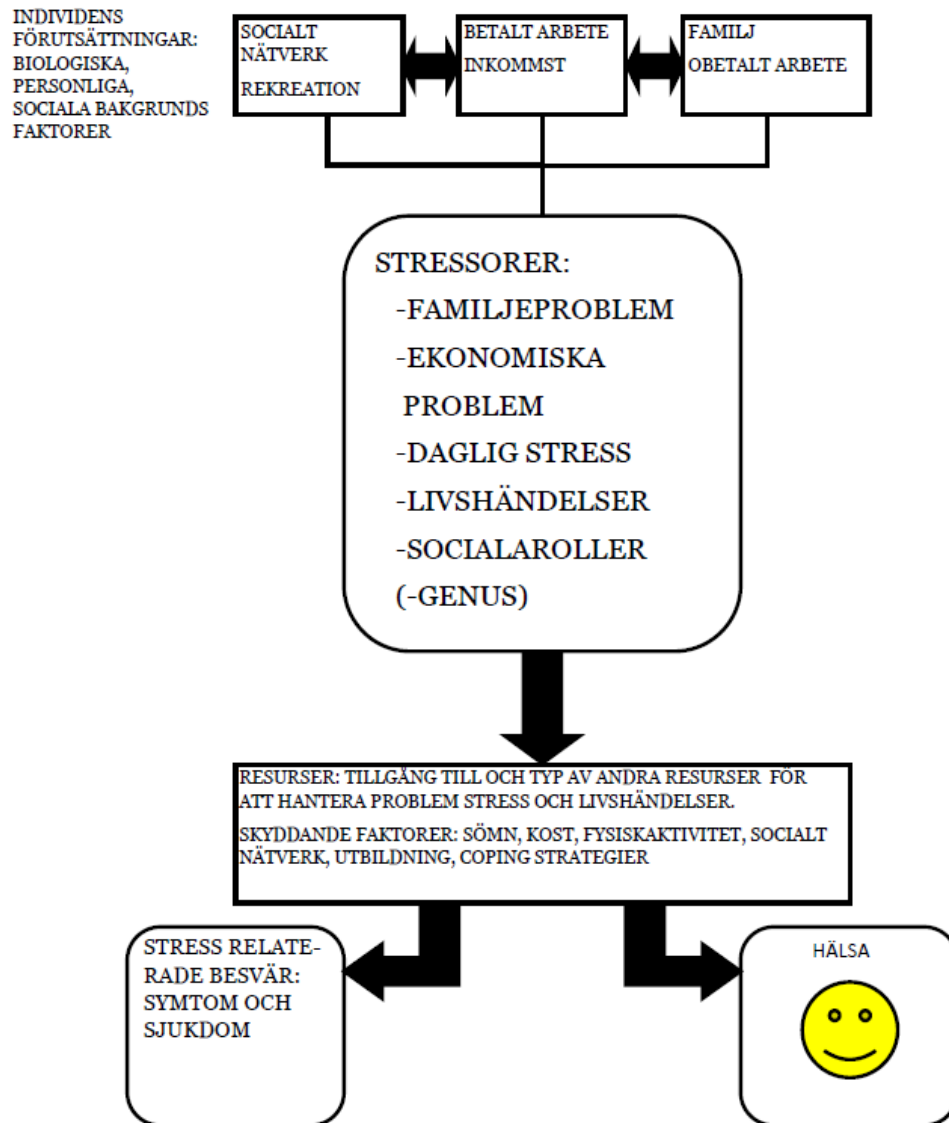 INDIVIDENS
FÖRUTSÄTTNINGAR:
BIOLOGISKA,
PERSONLIGA,
SOCIALA BAKGRUNDS
FAKTORER
SOCIALT
NÄTVERK
REKREATION
BETALT ARBETE
INKOMMST
FAMILJ
OBETALT ARBETE
STRESSORER:
-FAMILJEPROBLEM
-EKONOMISKA
PROBLEM
-DAGLIG STRESS
-LIVSHÄNDELSER
-SOCIALAROLLER
(-GENUS)
RESURSER: TILLGÅNG TILL OCH TYP AV ANDRA RESURSER FÖR
ATT HANTERA PROBLEM STRESS OCH LIVSHÄNDELSER.
SKYDDANDE FAKTORER: SÖMN, KOST, FYSISKAKTIVITET, SOCIALT
NÄTVERK, UTBILDNING, COPING STRATEGIER
STRESS RELATE-
RADE BESVÄR:
SYMTOM OCH
SJUKDOM
HÄLSA